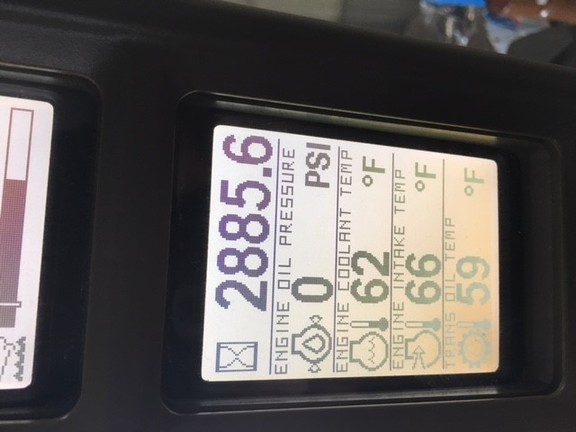 2885.6
ENGINE OIL PRESSURE
0 PSI
ENGINE COOLANT TEMP
62 °F
ENGINE INTAKE TEMP
66 °F
TRANS OIL TEMP
59 °F